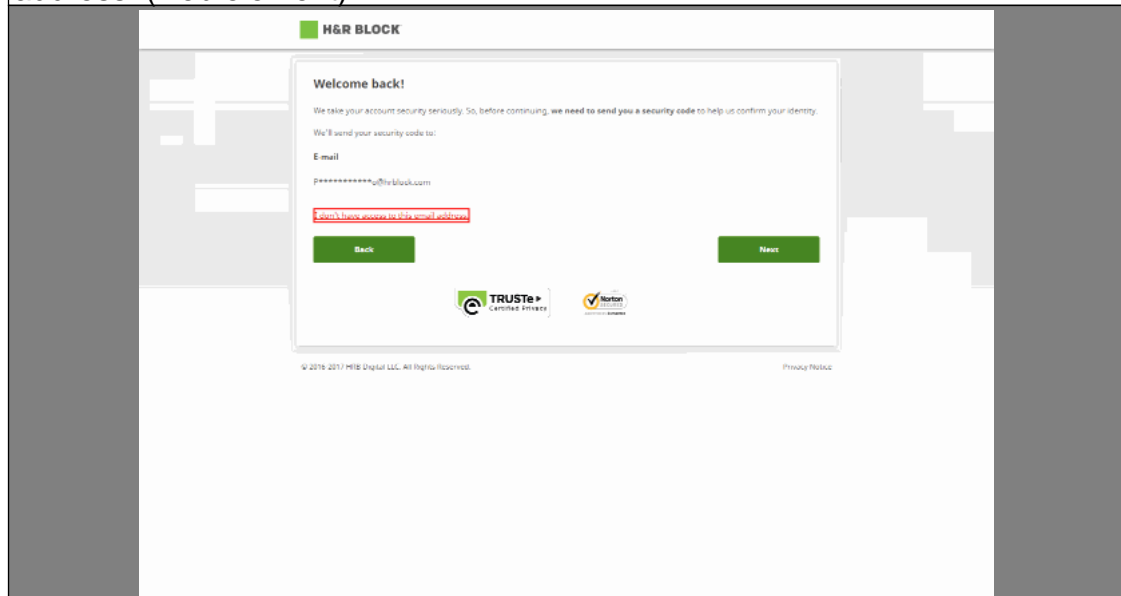 H&R BLOCK
Welcome back!
We take your account security seriously. So, before continuing, we need to send you a security code to help us confirm your identity.
We'll send your security code to:
E-mail
P***********o@hrblock.com
I don't have access to this email address.
Back
Next
TRUSTe
Certified Privacy
Norton
SECURED
© 2016-2017 HRB Digital LLC. All Rights Reserved.
Privacy Notice